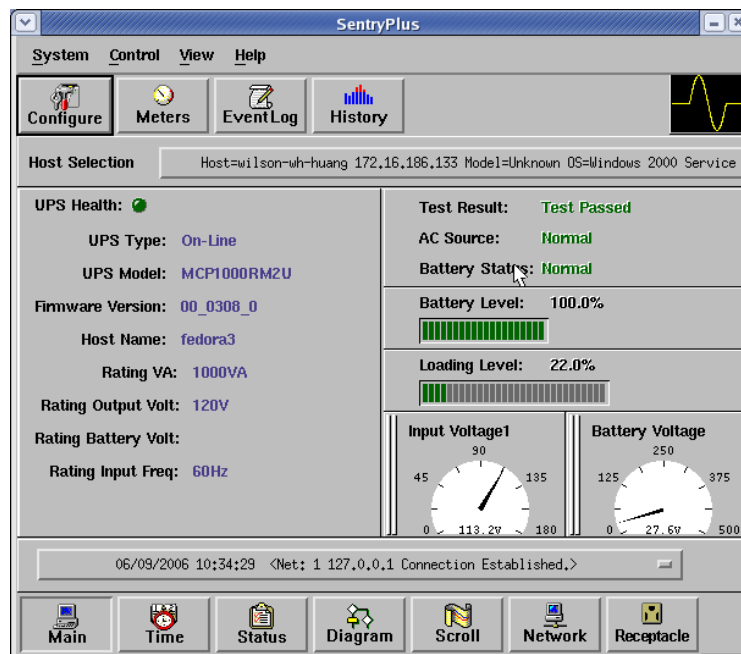 SentryPlus
System Control View Help
Configure Meters EventLog History
Host Selection Host=wilson-wh-huang 172.16.186.133 Model=Unknown OS=Windows 2000 Service
UPS Health:
UPS Type: On-Line
UPS Model: MCP1000RM2U
Firmware Version: 00_0308_0
Host Name: fedora3
Rating VA: 1000VA
Rating Output Volt: 120V
Rating Battery Volt:
Rating Input Freq: 60Hz
Test Result: Test Passed
AC Source: Normal
Battery Status: Normal
Battery Level: 100.0%
Loading Level: 22.0%
Input Voltage1
90
45 135
0 113.2V 180
Battery Voltage
250
125 375
0 27.6V 500
06/09/2006 10:34:29 <Net: 1 127.0.0.1 Connection Established.>
Main Time Status Diagram Scroll Network Receptacle